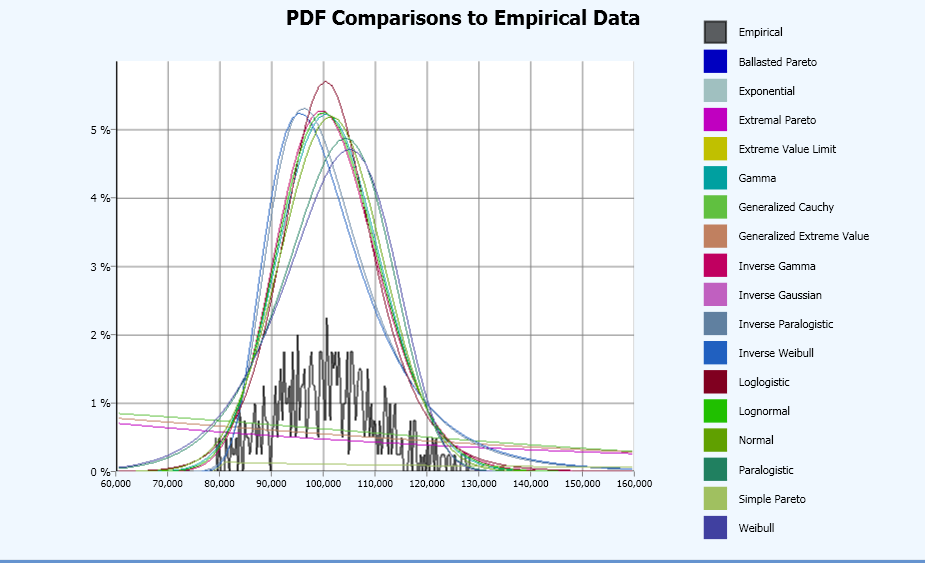 PDF Comparisons to Empirical Data
5 %
4 %
3 %
2 %
1 %
0 %
60,000 70,000 80,000 90,000 100,000 110,000 120,000 130,000 140,000 150,000 160,000
Empirical
Ballasted Pareto
Exponential
Extremal Pareto
Extreme Value Limit
Gamma
Generalized Cauchy
Generalized Extreme Value
Inverse Gamma
Inverse Gaussian
Inverse Paralogistic
Inverse Weibull
Loglogistic
Lognormal
Normal
Paralogistic
Simple Pareto
Weibull